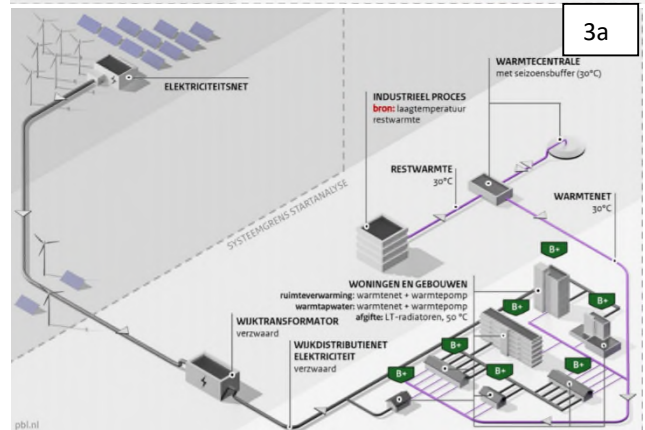 3a
ELEKTRICITEITSNET
WARMTECENTRALE
met seizoensbuffer (30°C)
INDUSTRIEEL PROCES
bron: laagtemperatuur
restwarmte
RESTWARMTE
30°C
WARMTENET
30°C
SYSTEEMGRENS STARTANALYSE
WONINGEN EN GEBOUWEN
ruimteverwarming: warmtenet + warmtepomp
warmtapwater: warmtenet + warmtepomp
afgifte: LT-radiatoren, 50 °C
B+
B+
B+
B+
B+
B+
B+
WIJKTRANSFORMATOR
verzwaard
WIJKDISTRIBUTIENET
ELEKTRICITEIT
verzwaard
pbl.nl